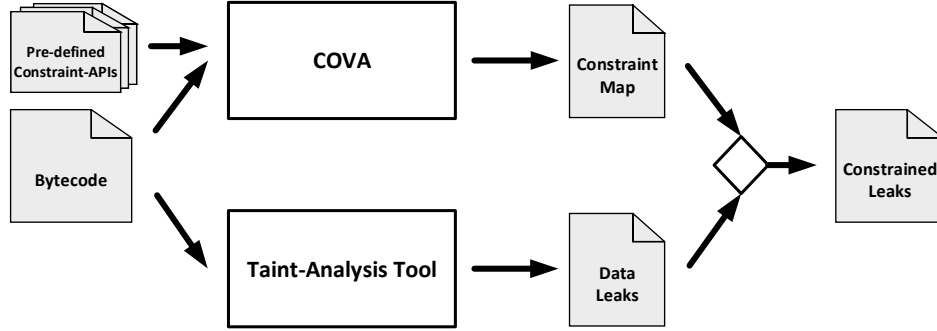 Pre-defined
Constraint-APIs
COVA
Constraint
Map
Bytecode
Constrained
Leaks
Taint-Analysis Tool
Data
Leaks